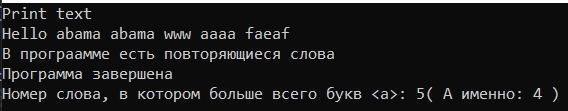 Print text
Hello abama abama www aaaa faeaf
В програамме есть повторяющиеся слова
Программа завершена
Номер слова, в котором больше всего букв <a>: 5( А именно: 4 )